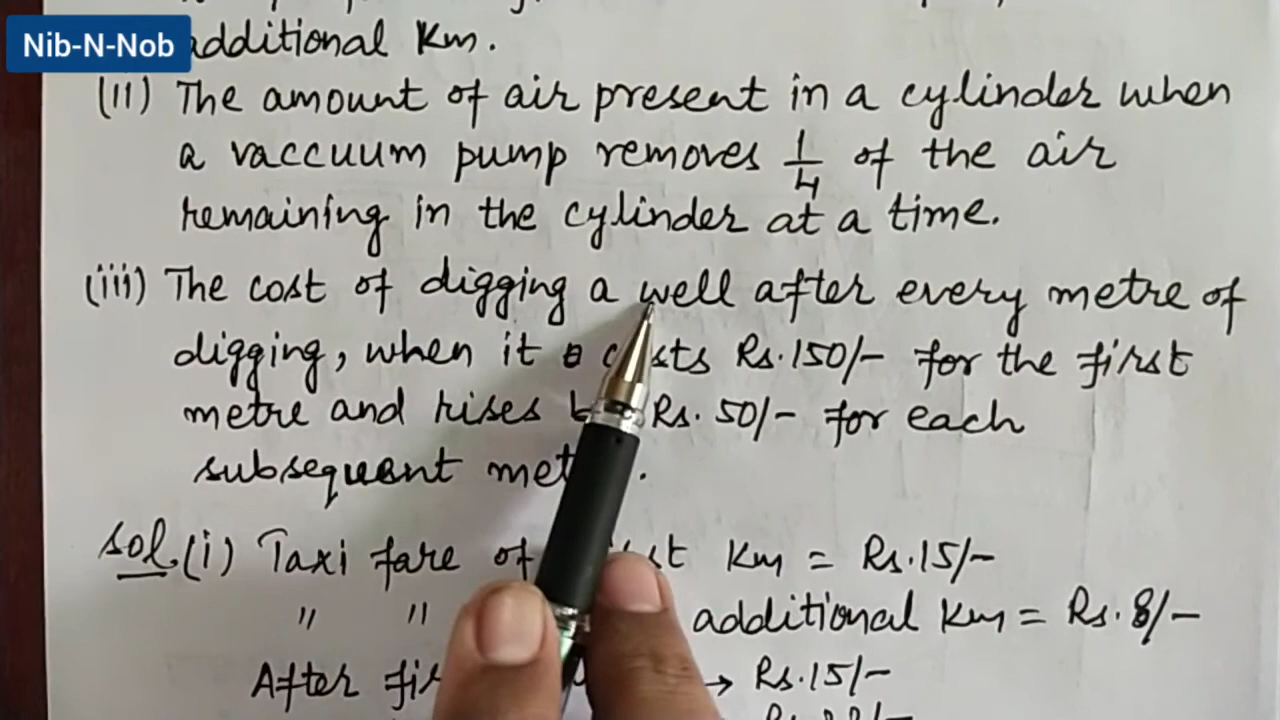 Nib-N-Nob
additional Km.
(ii) The amount of air present in a cylinder when
a vaccuum pump removes 1/4 of the air
remaining in the cylinder at a time.
(iii) The cost of digging a well after every metre of
digging, when it costs Rs.150/- for the first
metre and rises Rs. 50/- for each
subsequent .
Sol. (i) Taxi fare of Km = Rs.15/-
" " additional Km = Rs. 8/-
After → Rs.15/-